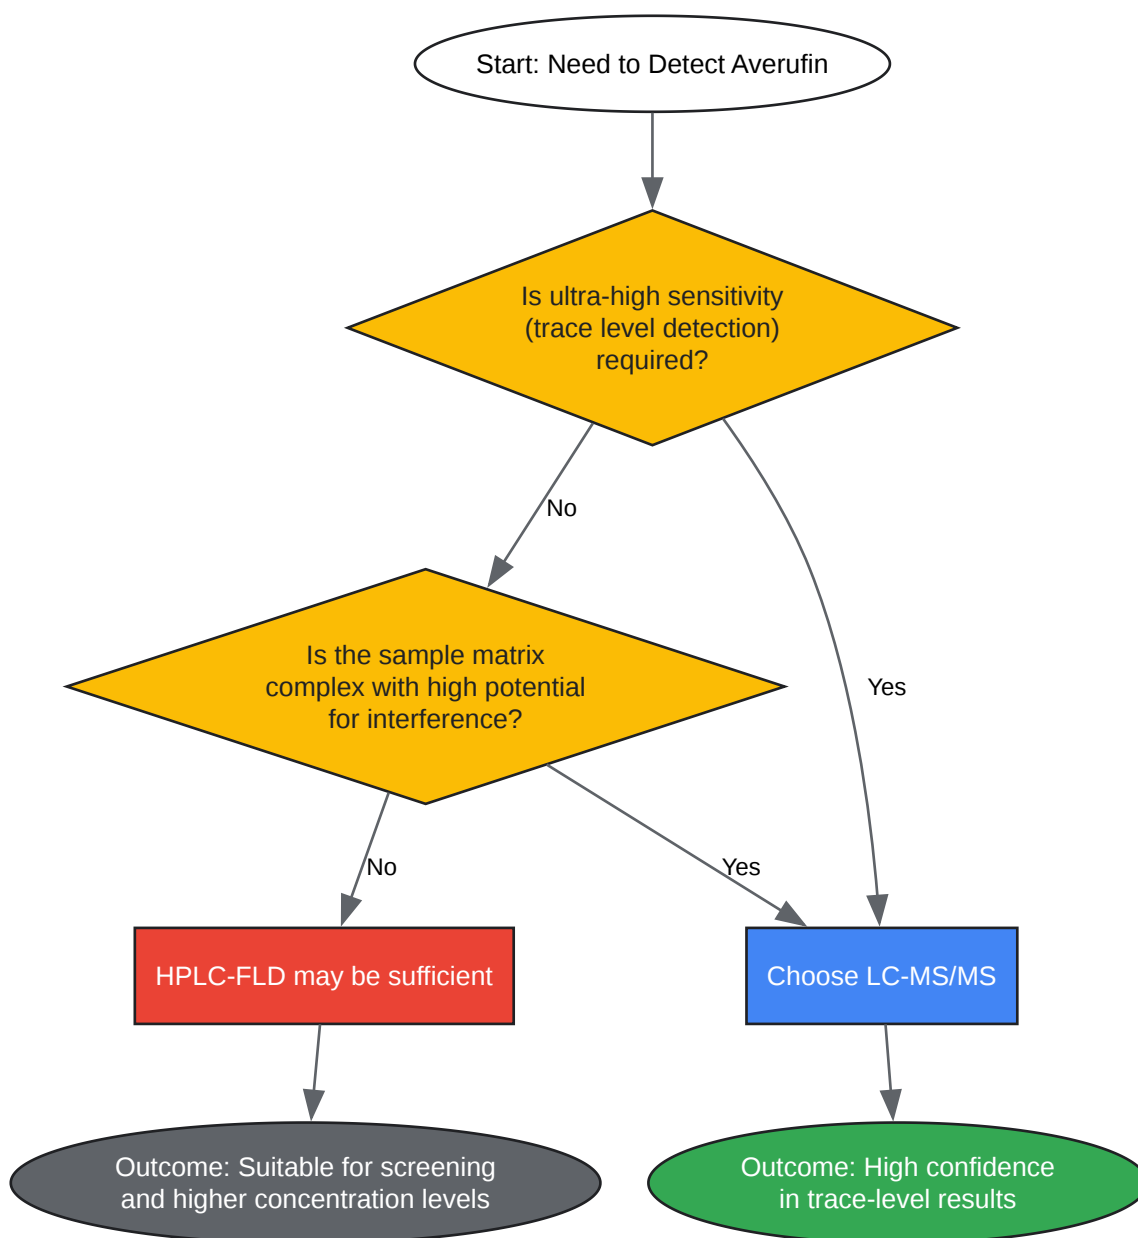 Start: Need to Detect Averufin
Is ultra-high sensitivity
(trace level detection)
required?
No
Is the sample matrix
complex with high potential
for interference?
Yes
No
Yes
HPLC-FLD may be sufficient
Choose LC-MS/MS
Outcome: Suitable for screening
and higher concentration levels
Outcome: High confidence
in trace-level results